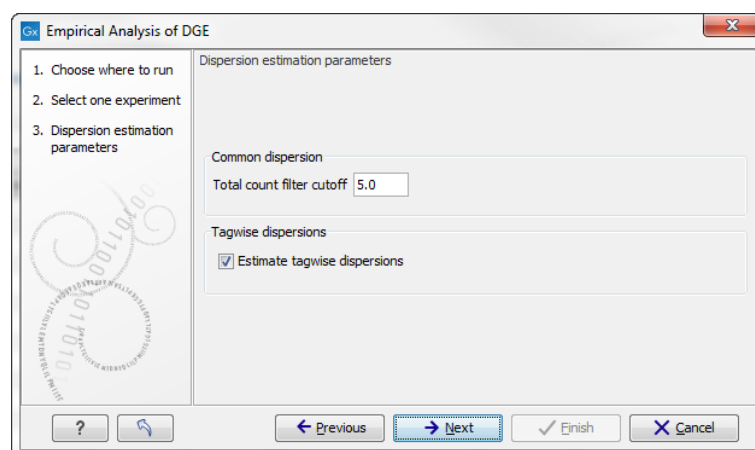 Gx Empirical Analysis of DGE
X
1. Choose where to run
2. Select one experiment
3. Dispersion estimation
parameters
Dispersion estimation parameters
Common dispersion
Total count filter cutoff 5.0
Tagwise dispersions
Estimate tagwise dispersions
? Previous Next Finish Cancel